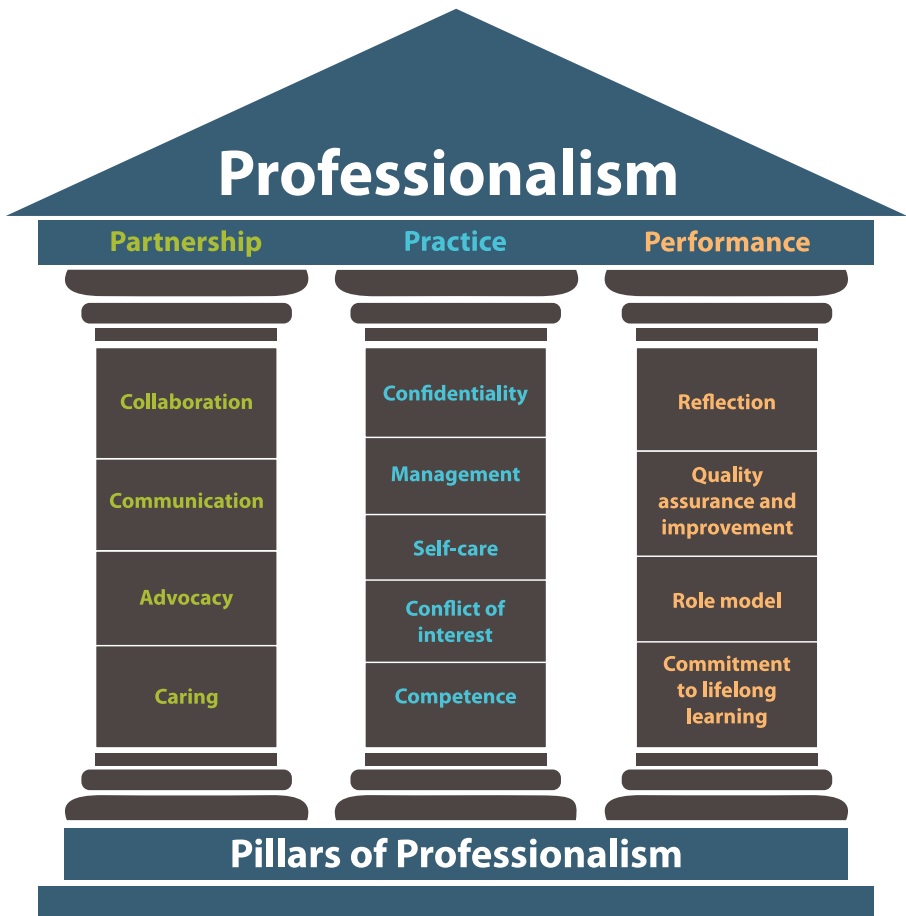 Professionalism
Partnership
Practice
Performance
Collaboration
Communication
Advocacy
Caring
Confidentiality
Management
Self-care
Conflict of
interest
Competence
Reflection
Quality
assurance and
improvement
Role model
Commitment
to lifelong
learning
Pillars of Professionalism